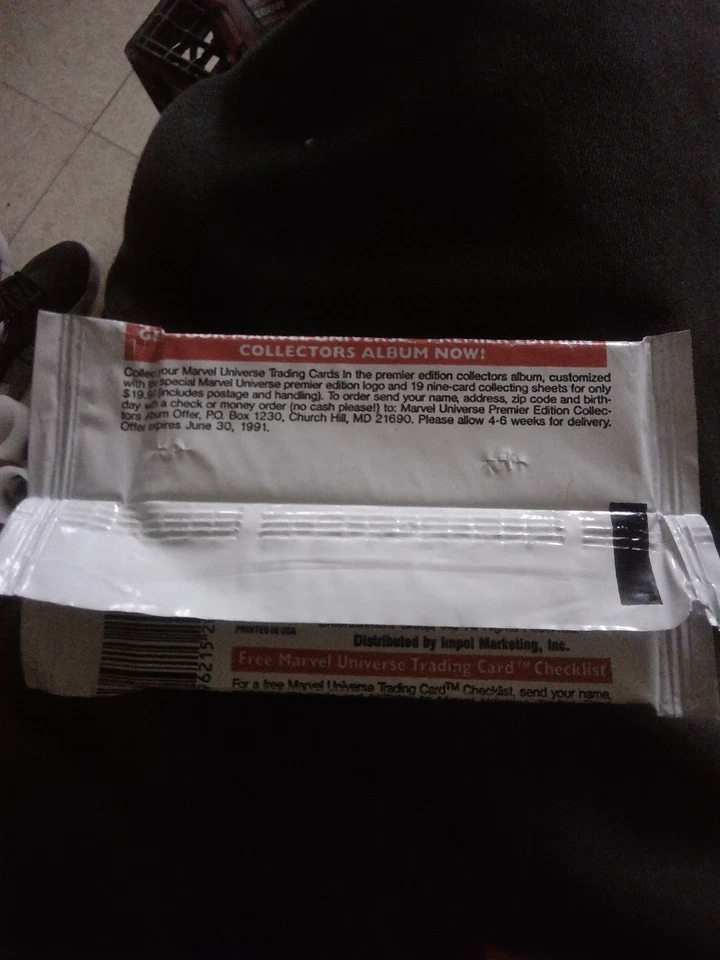 COLLECTORS ALBUM NOW!
your Marvel Universe Trading Cards in the premier edition collectors album, customized
with special Marvel Universe premier edition logo and 19 nine-card collecting sheets for only
$19.9 (includes postage and handling). To order send your name, address, zip code and birth-
day a check or money order (no cash please!) to: Marvel Universe Premier Edition Collec-
tors Offer, P.O. Box 1230, Church Hill, MD 21690. Please allow 4-6 weeks for delivery.
Offer June 30, 1991.
PRINTED IN USA
Distributed by Impel Marketing, Inc.
Free Marvel Universe Trading Card™ Checklist
For a free Marvel Universe Trading Card™ Checklist, send your name,